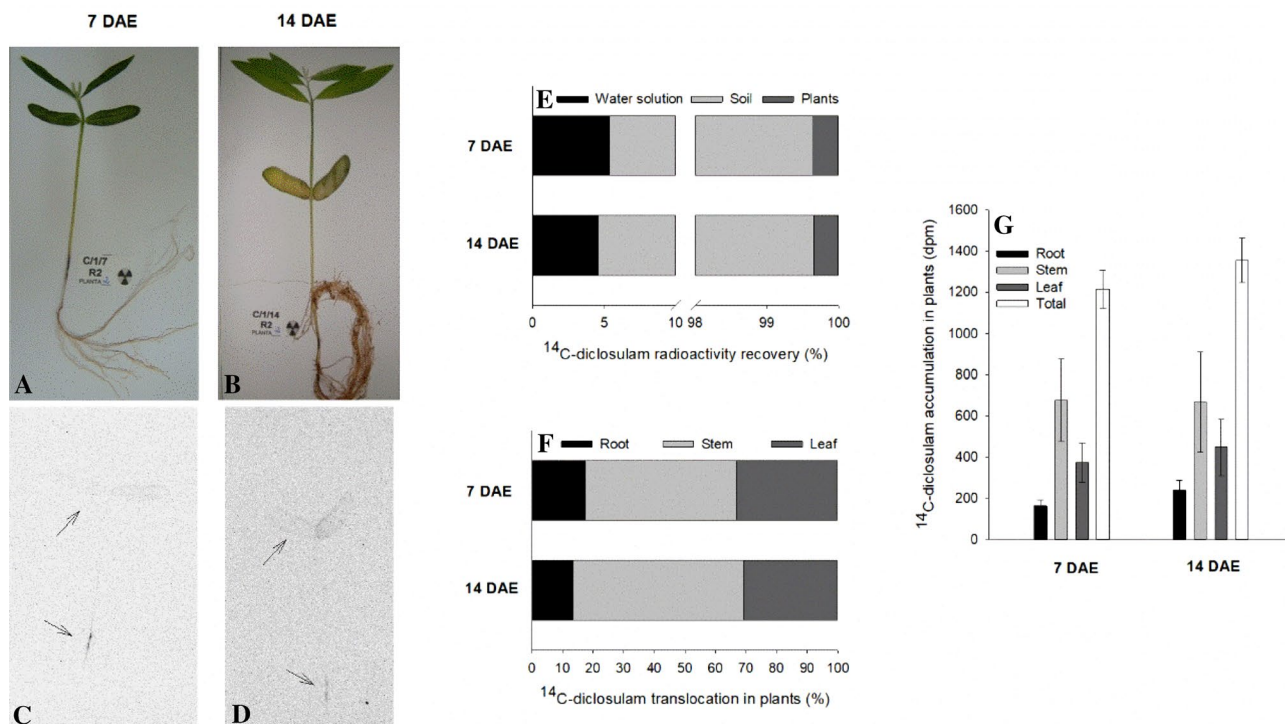 7 DAE
14 DAE
C/1/7
R2
PLANTA
A
C/1/14
R2
PLANTA
B
C
D
E
Water solution Soil Plants
7 DAE
14 DAE
0 5 10 98 99 100
14C-diclosulam radioactivity recovery (%)
F
Root Stem Leaf
7 DAE
14 DAE
0 10 20 30 40 50 60 70 80 90 100
14C-diclosulam translocation in plants (%)
G
14C-diclosulam accumulation in plants (dpm)
1600
1400
1200
1000
800
600
400
200
0
Root
Stem
Leaf
Total
7 DAE 14 DAE